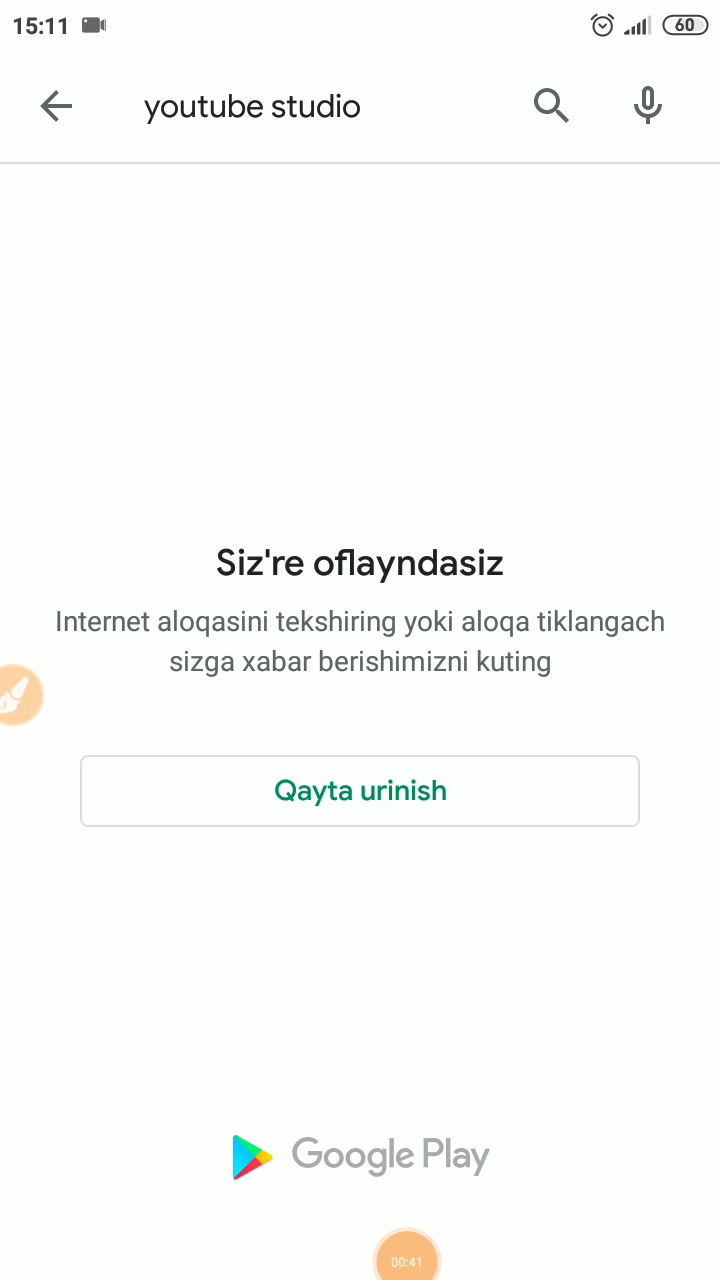 15:11
60
youtube studio
Siz're oflayndasiz
Internet aloqasini tekshiring yoki aloqa tiklangach
sizga xabar berishimizni kuting
Qayta urinish
Google Play
00:41